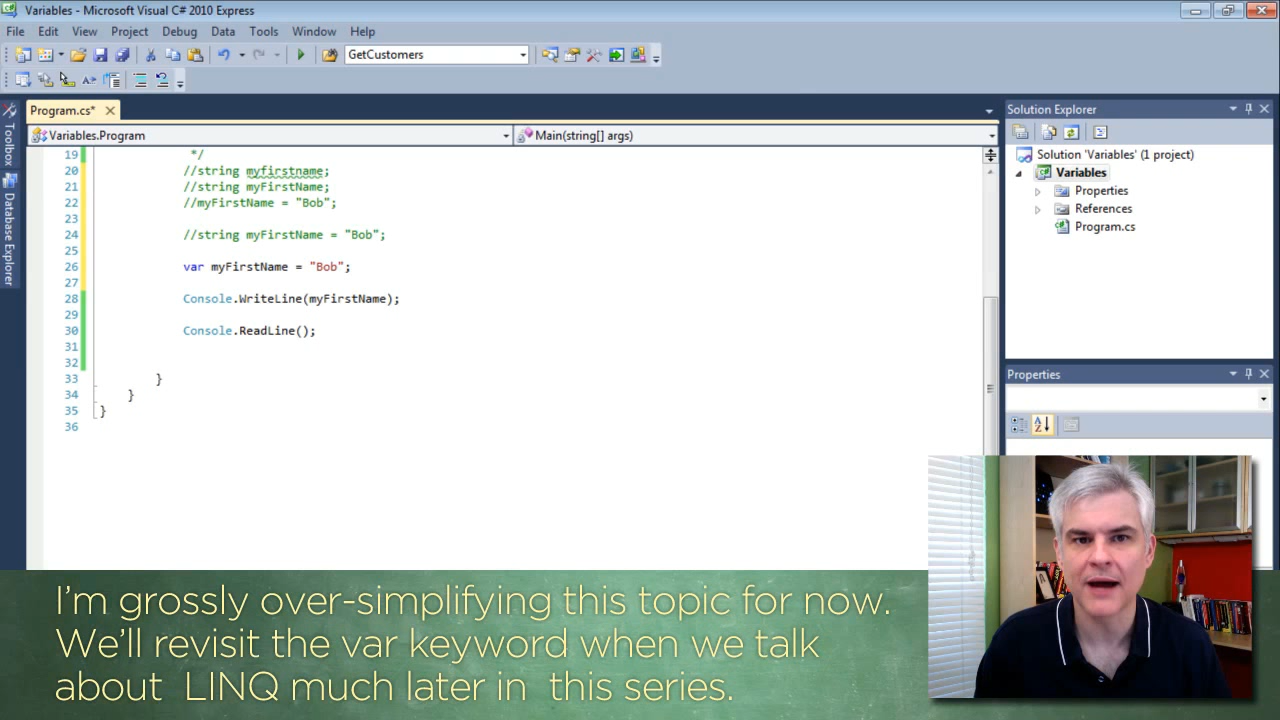 Variables - Microsoft Visual C# 2010 Express
File Edit View Project Debug Data Tools Window Help
GetCustomers
Program.cs*
Variables.Program
Main(string[] args)
Toolbox
Database Explorer
19 */
20 //string myfirstname;
21 //string myFirstName;
22 //myFirstName = "Bob";
23
24 //string myFirstName = "Bob";
25
26 var myFirstName = "Bob";
27
28 Console.WriteLine(myFirstName);
29
30 Console.ReadLine();
31
32
33 }
34 }
35 }
36
Solution Explorer
Solution 'Variables' (1 project)
Variables
Properties
References
Program.cs
Properties
I'm grossly over-simplifying this topic for now.
We'll revisit the var keyword when we talk
about LINQ much later in this series.